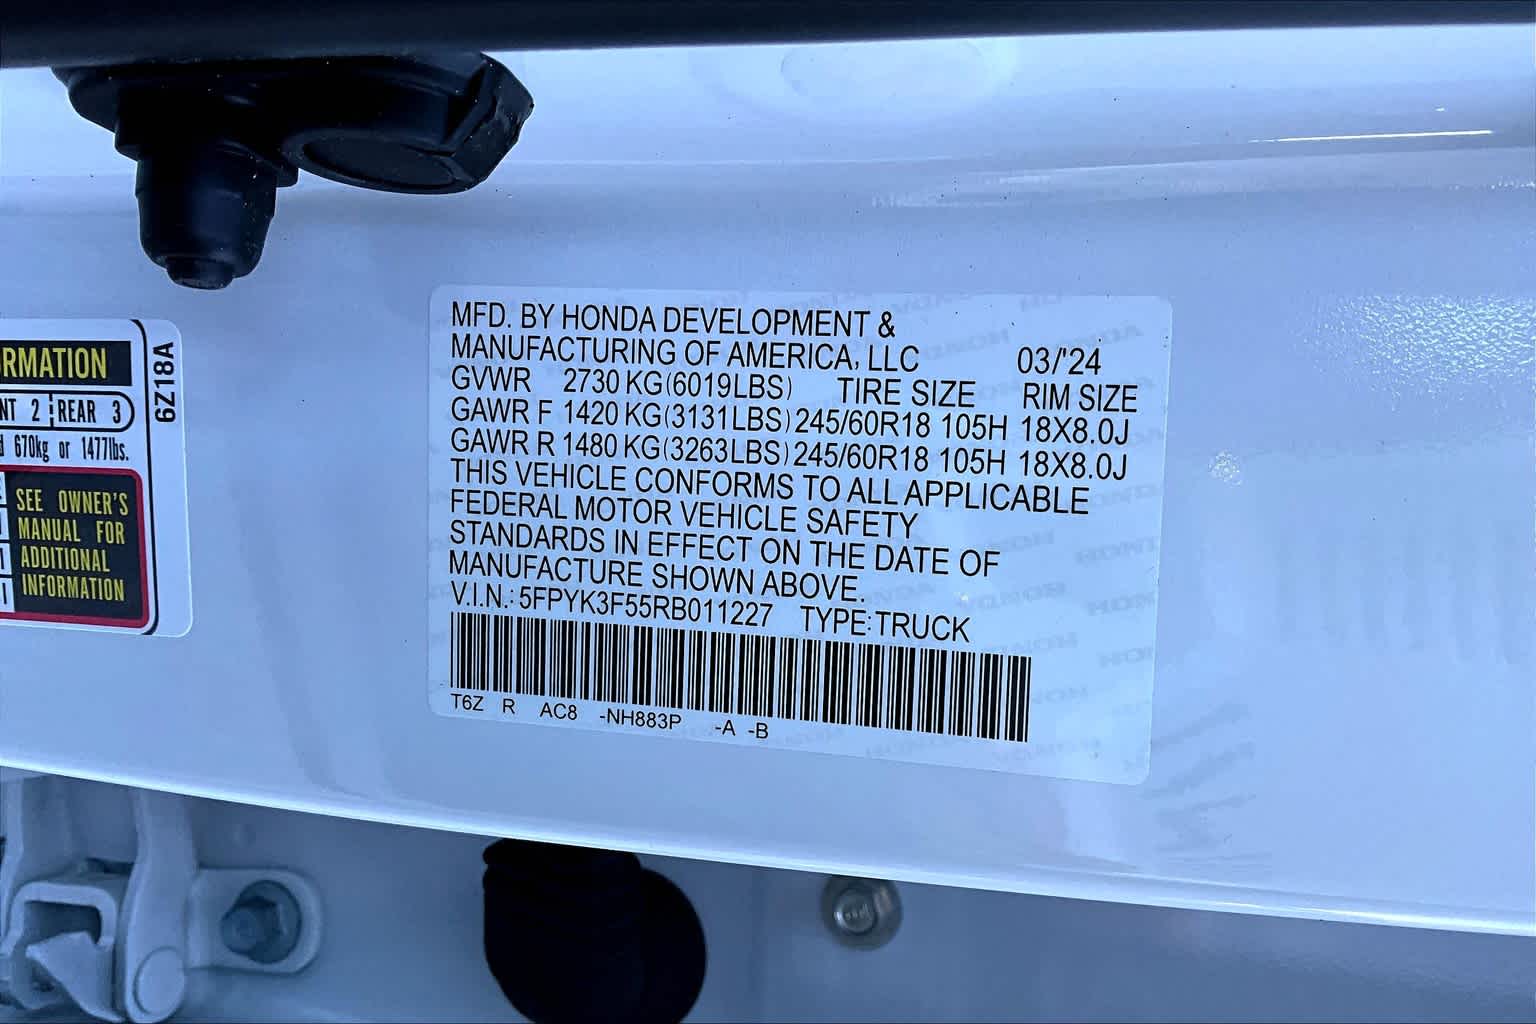 MFD. BY HONDA DEVELOPMENT &
MANUFACTURING OF AMERICA, LLC 03/'24
GVWR 2730 KG(6019LBS) TIRE SIZE RIM SIZE
GAWR F 1420 KG(3131LBS) 245/60R18 105H 18X8.0J
GAWR R 1480 KG(3263LBS) 245/60R18 105H 18X8.0J
THIS VEHICLE CONFORMS TO ALL APPLICABLE
FEDERAL MOTOR VEHICLE SAFETY
STANDARDS IN EFFECT ON THE DATE OF
MANUFACTURE SHOWN ABOVE.
V.I.N.: 5FPYK3F55RB011227 TYPE:TRUCK
T6Z R AC8 -NH883P -A -B
RMATION
NT 2 REAR 3
670kg or 1477lbs.
SEE OWNER'S
MANUAL FOR
ADDITIONAL
INFORMATION
6Z18A